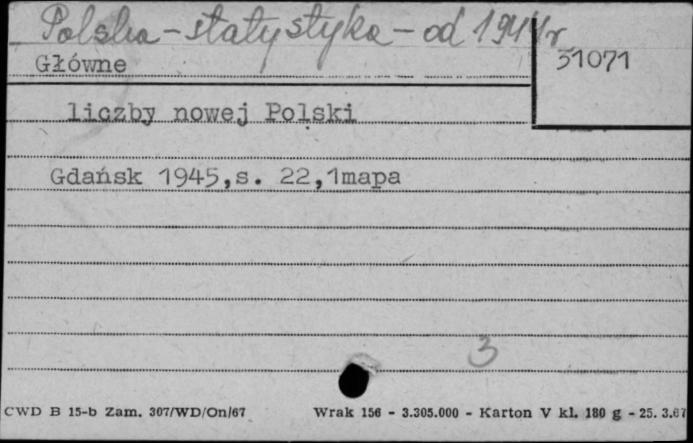 Polska - statystyka - od 1944r
Główne
51071
liczby nowej Polski
Gdańsk 1945,s. 22,1mapa
3
CWD B 15-b Zam. 307/WD/On/67 Wrak 156 - 3.305.000 - Karton V kl. 180 g - 25. 3.67